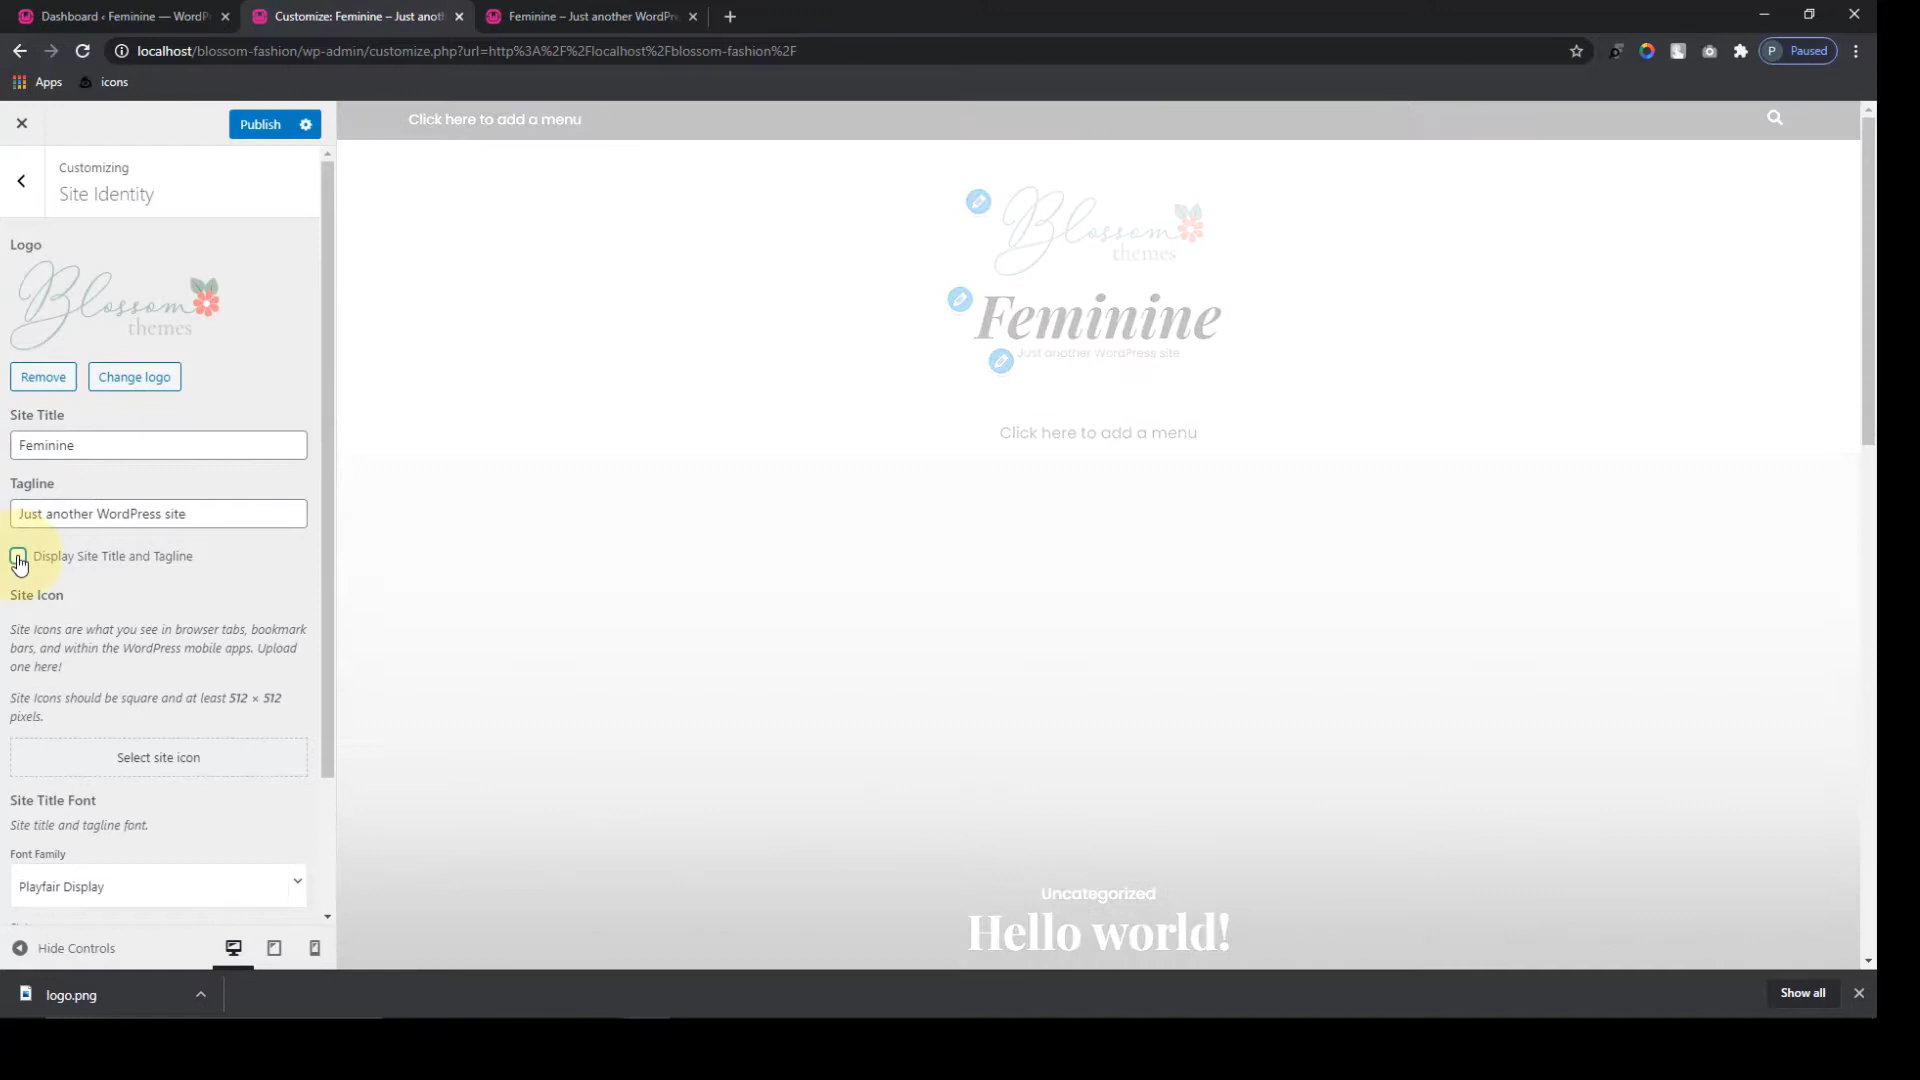 Dashboard ‹ Feminine — WordP
Customize: Feminine – Just anot
Feminine – Just another WordPre
localhost/blossom-fashion/wp-admin/customize.php?url=http%3A%2F%2Flocalhost%2Fblossom-fashion%2F
P Paused
Apps
icons
Publish
Click here to add a menu
Customizing
Site Identity
Logo
Blossom
themes
Blossom
themes
Feminine
Just another WordPress site
Remove
Change logo
Site Title
Feminine
Click here to add a menu
Tagline
Just another WordPress site
Display Site Title and Tagline
Site Icon
Site Icons are what you see in browser tabs, bookmark
bars, and within the WordPress mobile apps. Upload
one here!
Site Icons should be square and at least 512 × 512
pixels.
Select site icon
Site Title Font
Site title and tagline font.
Font Family
Playfair Display
Uncategorized
Hello world!
Hide Controls
logo.png
Show all